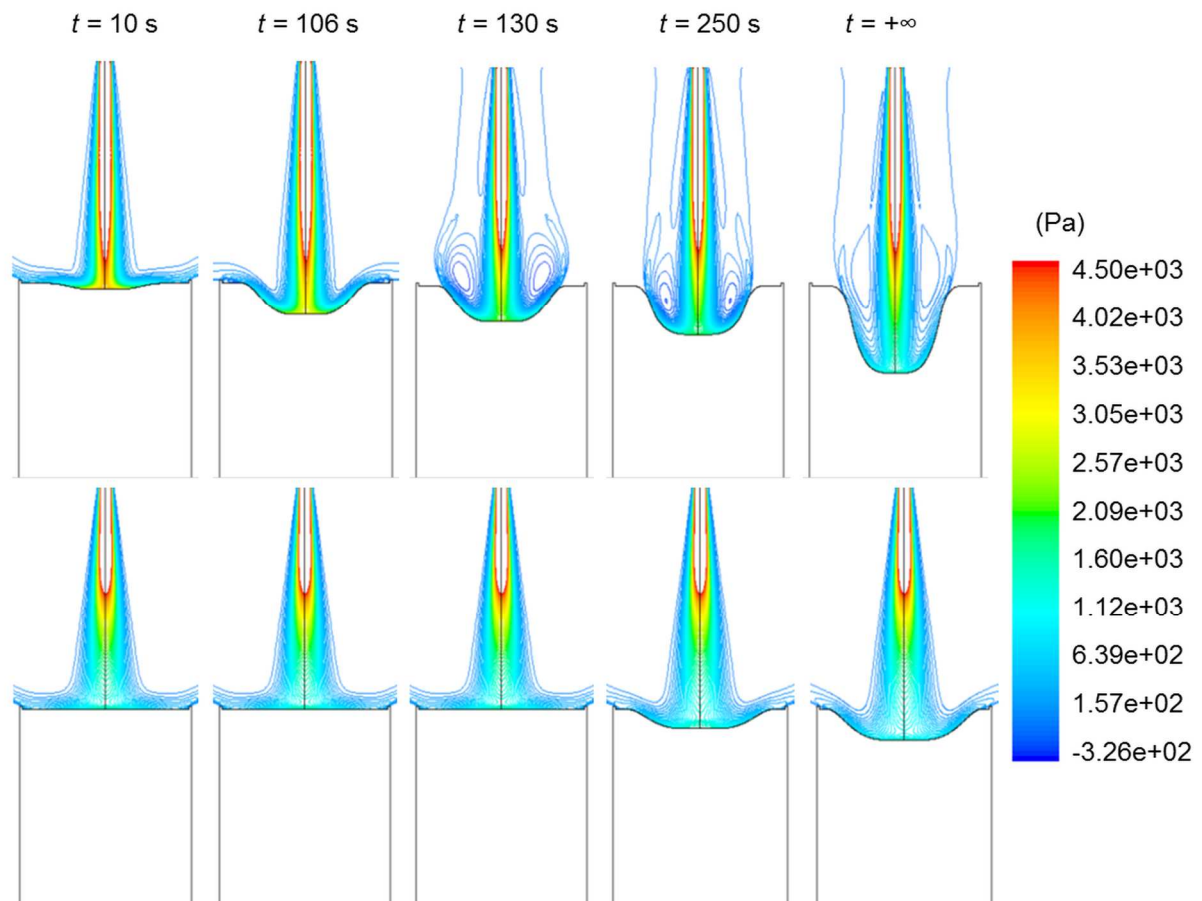 t = 10 s
t = 106 s
t = 130 s
t = 250 s
t = +∞
(Pa)
4.50e+03
4.02e+03
3.53e+03
3.05e+03
2.57e+03
2.09e+03
1.60e+03
1.12e+03
6.39e+02
1.57e+02
-3.26e+02